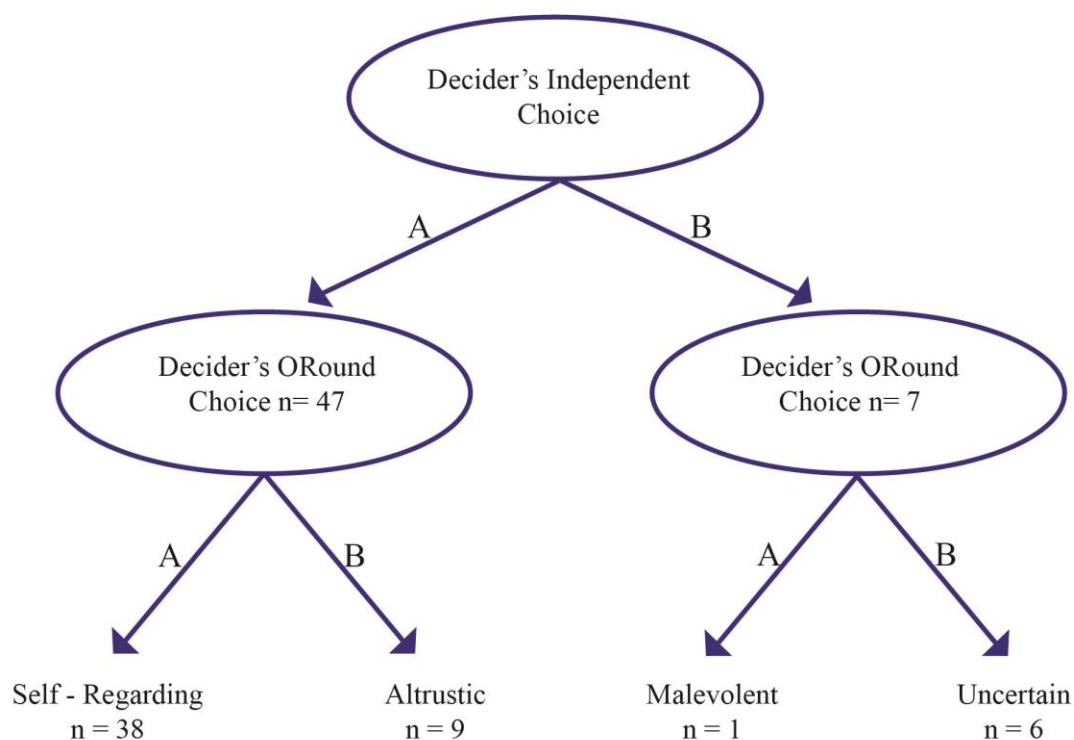 Decider’s Independent
Choice
A
B
Decider’s ORound
Choice n= 47
Decider’s ORound
Choice n= 7
A
B
A
B
Self - Regarding
n = 38
Altrustic
n = 9
Malevolent
n = 1
Uncertain
n = 6